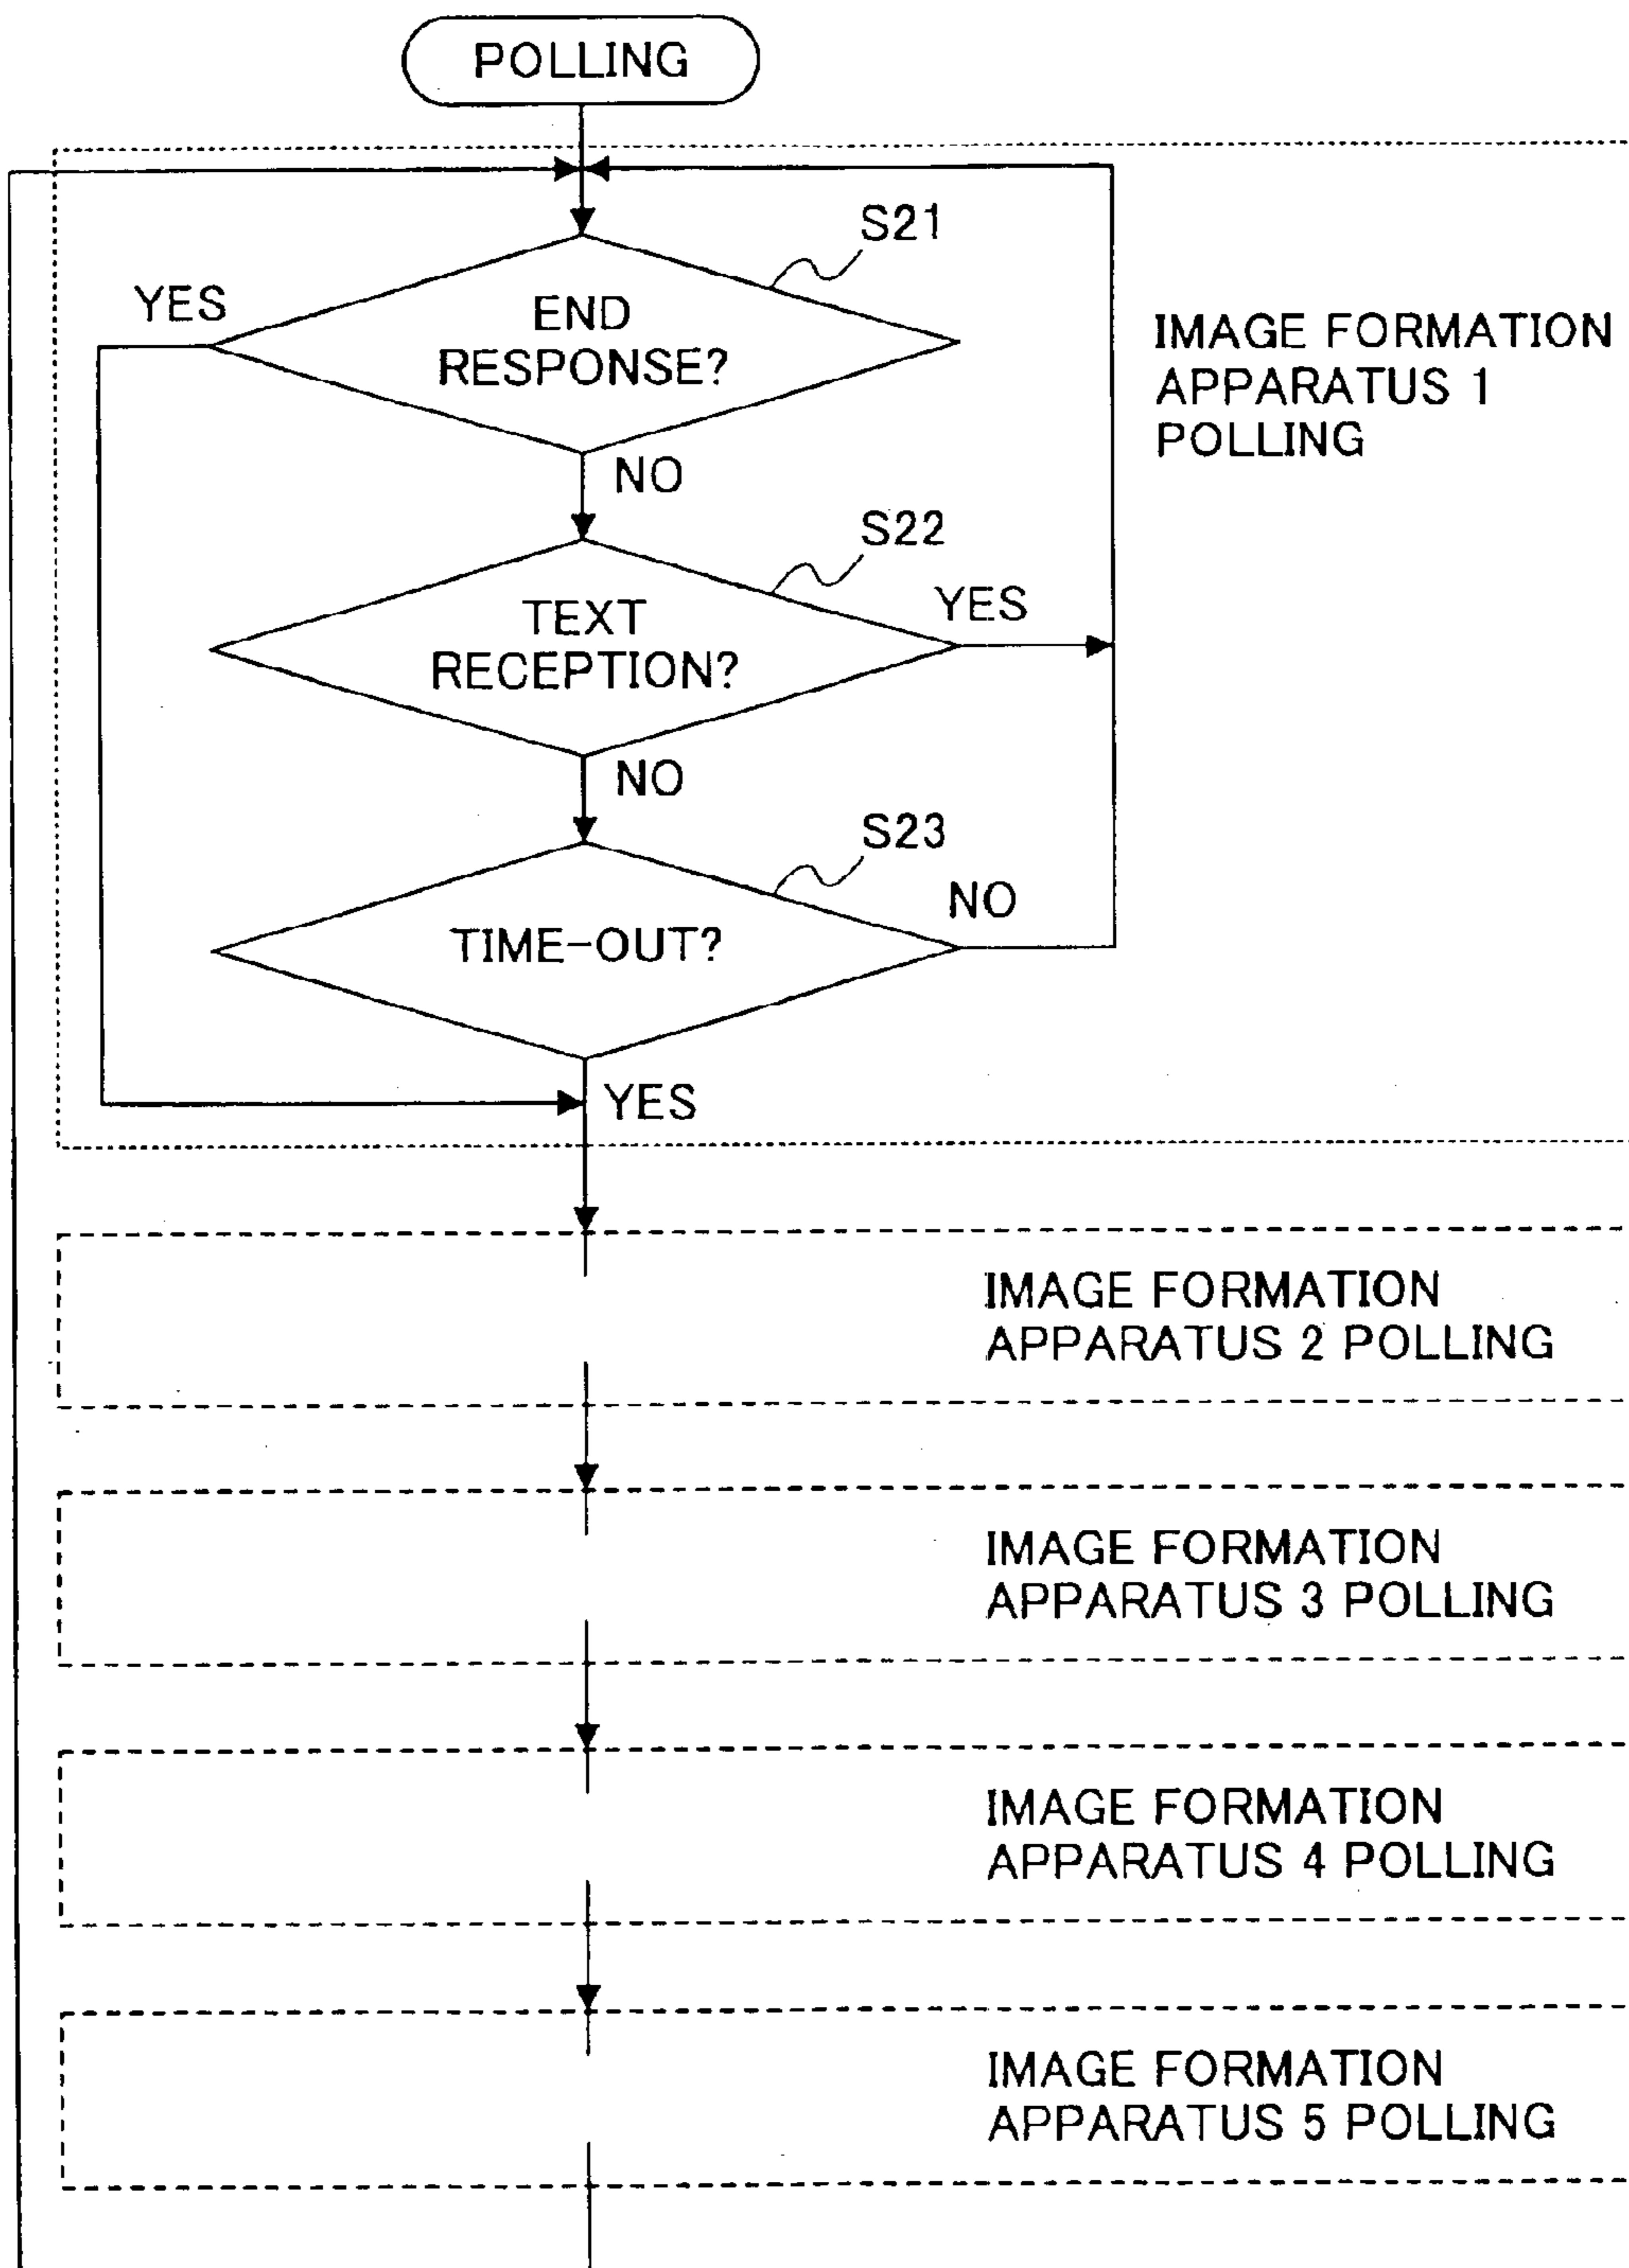 POLLING
S21
YES
END
RESPONSE?
IMAGE FORMATION
APPARATUS 1
POLLING
NO
S22
TEXT
RECEPTION?
YES
NO
S23
TIME-OUT?
NO
YES
IMAGE FORMATION
APPARATUS 2 POLLING
IMAGE FORMATION
APPARATUS 3 POLLING
IMAGE FORMATION
APPARATUS 4 POLLING
IMAGE FORMATION
APPARATUS 5 POLLING